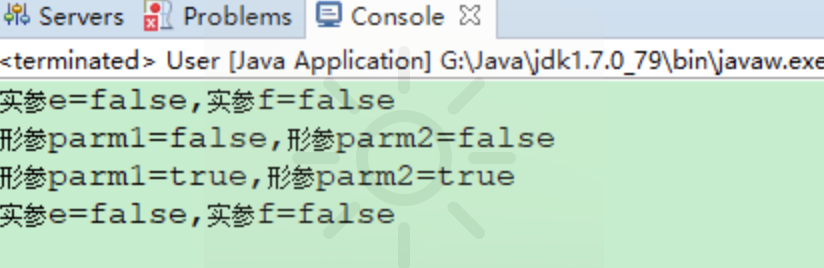 Servers Problems Console
<terminated> User [Java Application] G:\Java\jdk1.7.0_79\bin\javaw.exe
实参e=false,实参f=false
形参parm1=false,形参parm2=false
形参parm1=true,形参parm2=true
实参e=false,实参f=false